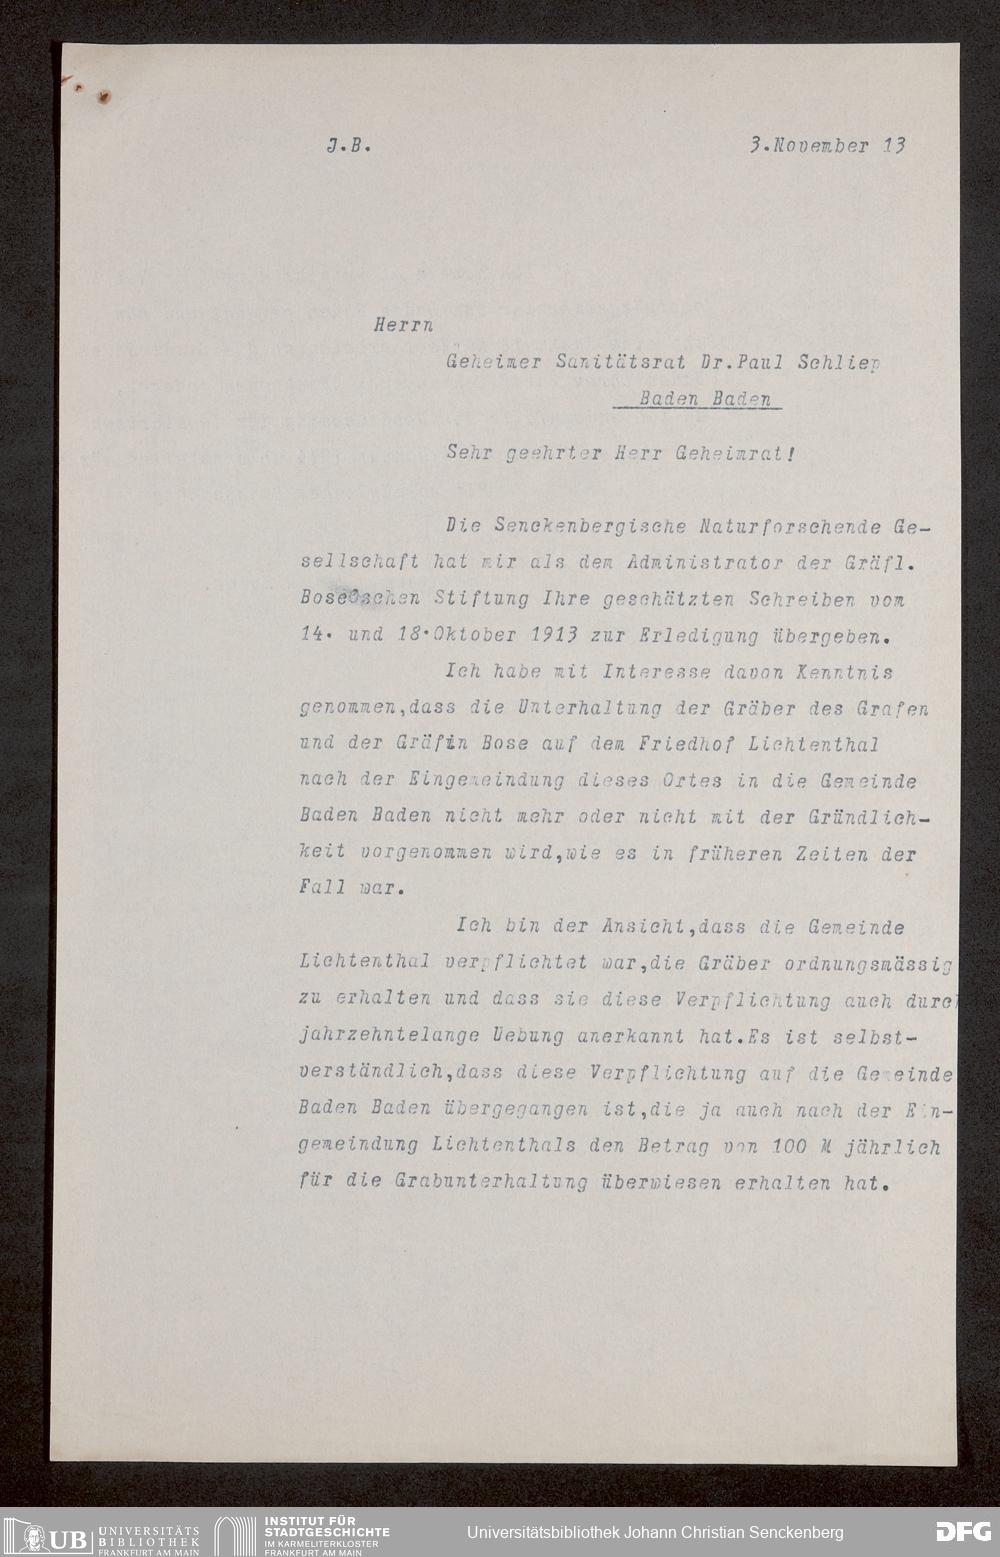 J.B.
3.November 13
Herrn
Geheimer Sanitätsrat Dr.Paul Schliep
Baden Baden
Sehr geehrter Herr Geheimrat!
Die Senckenbergische Naturforschende Ge-
sellschaft hat mir als dem Administrator der Gräfl.
Bose'schen Stiftung Ihre geschätzten Schreiben vom
14. und 18.Oktober 1913 zur Erledigung übergeben.
Ich habe mit Interesse davon Kenntnis
genommen,dass die Unterhaltung der Gräber des Grafen
und der Gräfin Bose auf dem Friedhof Lichtenthal
nach der Eingemeindung dieses Ortes in die Gemeinde
Baden Baden nicht mehr oder nicht mit der Gründlich-
keit vorgenommen wird,wie es in früheren Zeiten der
Fall war.
Ich bin der Ansicht,dass die Gemeinde
Lichtenthal verpflichtet war,die Gräber ordnungsmässig
zu erhalten und dass sie diese Verpflichtung auch durch
jahrzehntelange Uebung anerkannt hat.Es ist selbst-
verständlich,dass diese Verpflichtung auf die Gemeinde
Baden Baden übergegangen ist,die ja auch nach der Ein-
gemeindung Lichtenthals den Betrag von 100 M jährlich
für die Grabunterhaltung überwiesen erhalten hat.
UB UNIVERSITÄTS
BIBLIOTHEK
FRANKFURT AM MAIN
INSTITUT FÜR
STADTGESCHICHTE
IM KARMELITERKLOSTER
FRANKFURT AM MAIN
Universitätsbibliothek Johann Christian Senckenberg
DFG